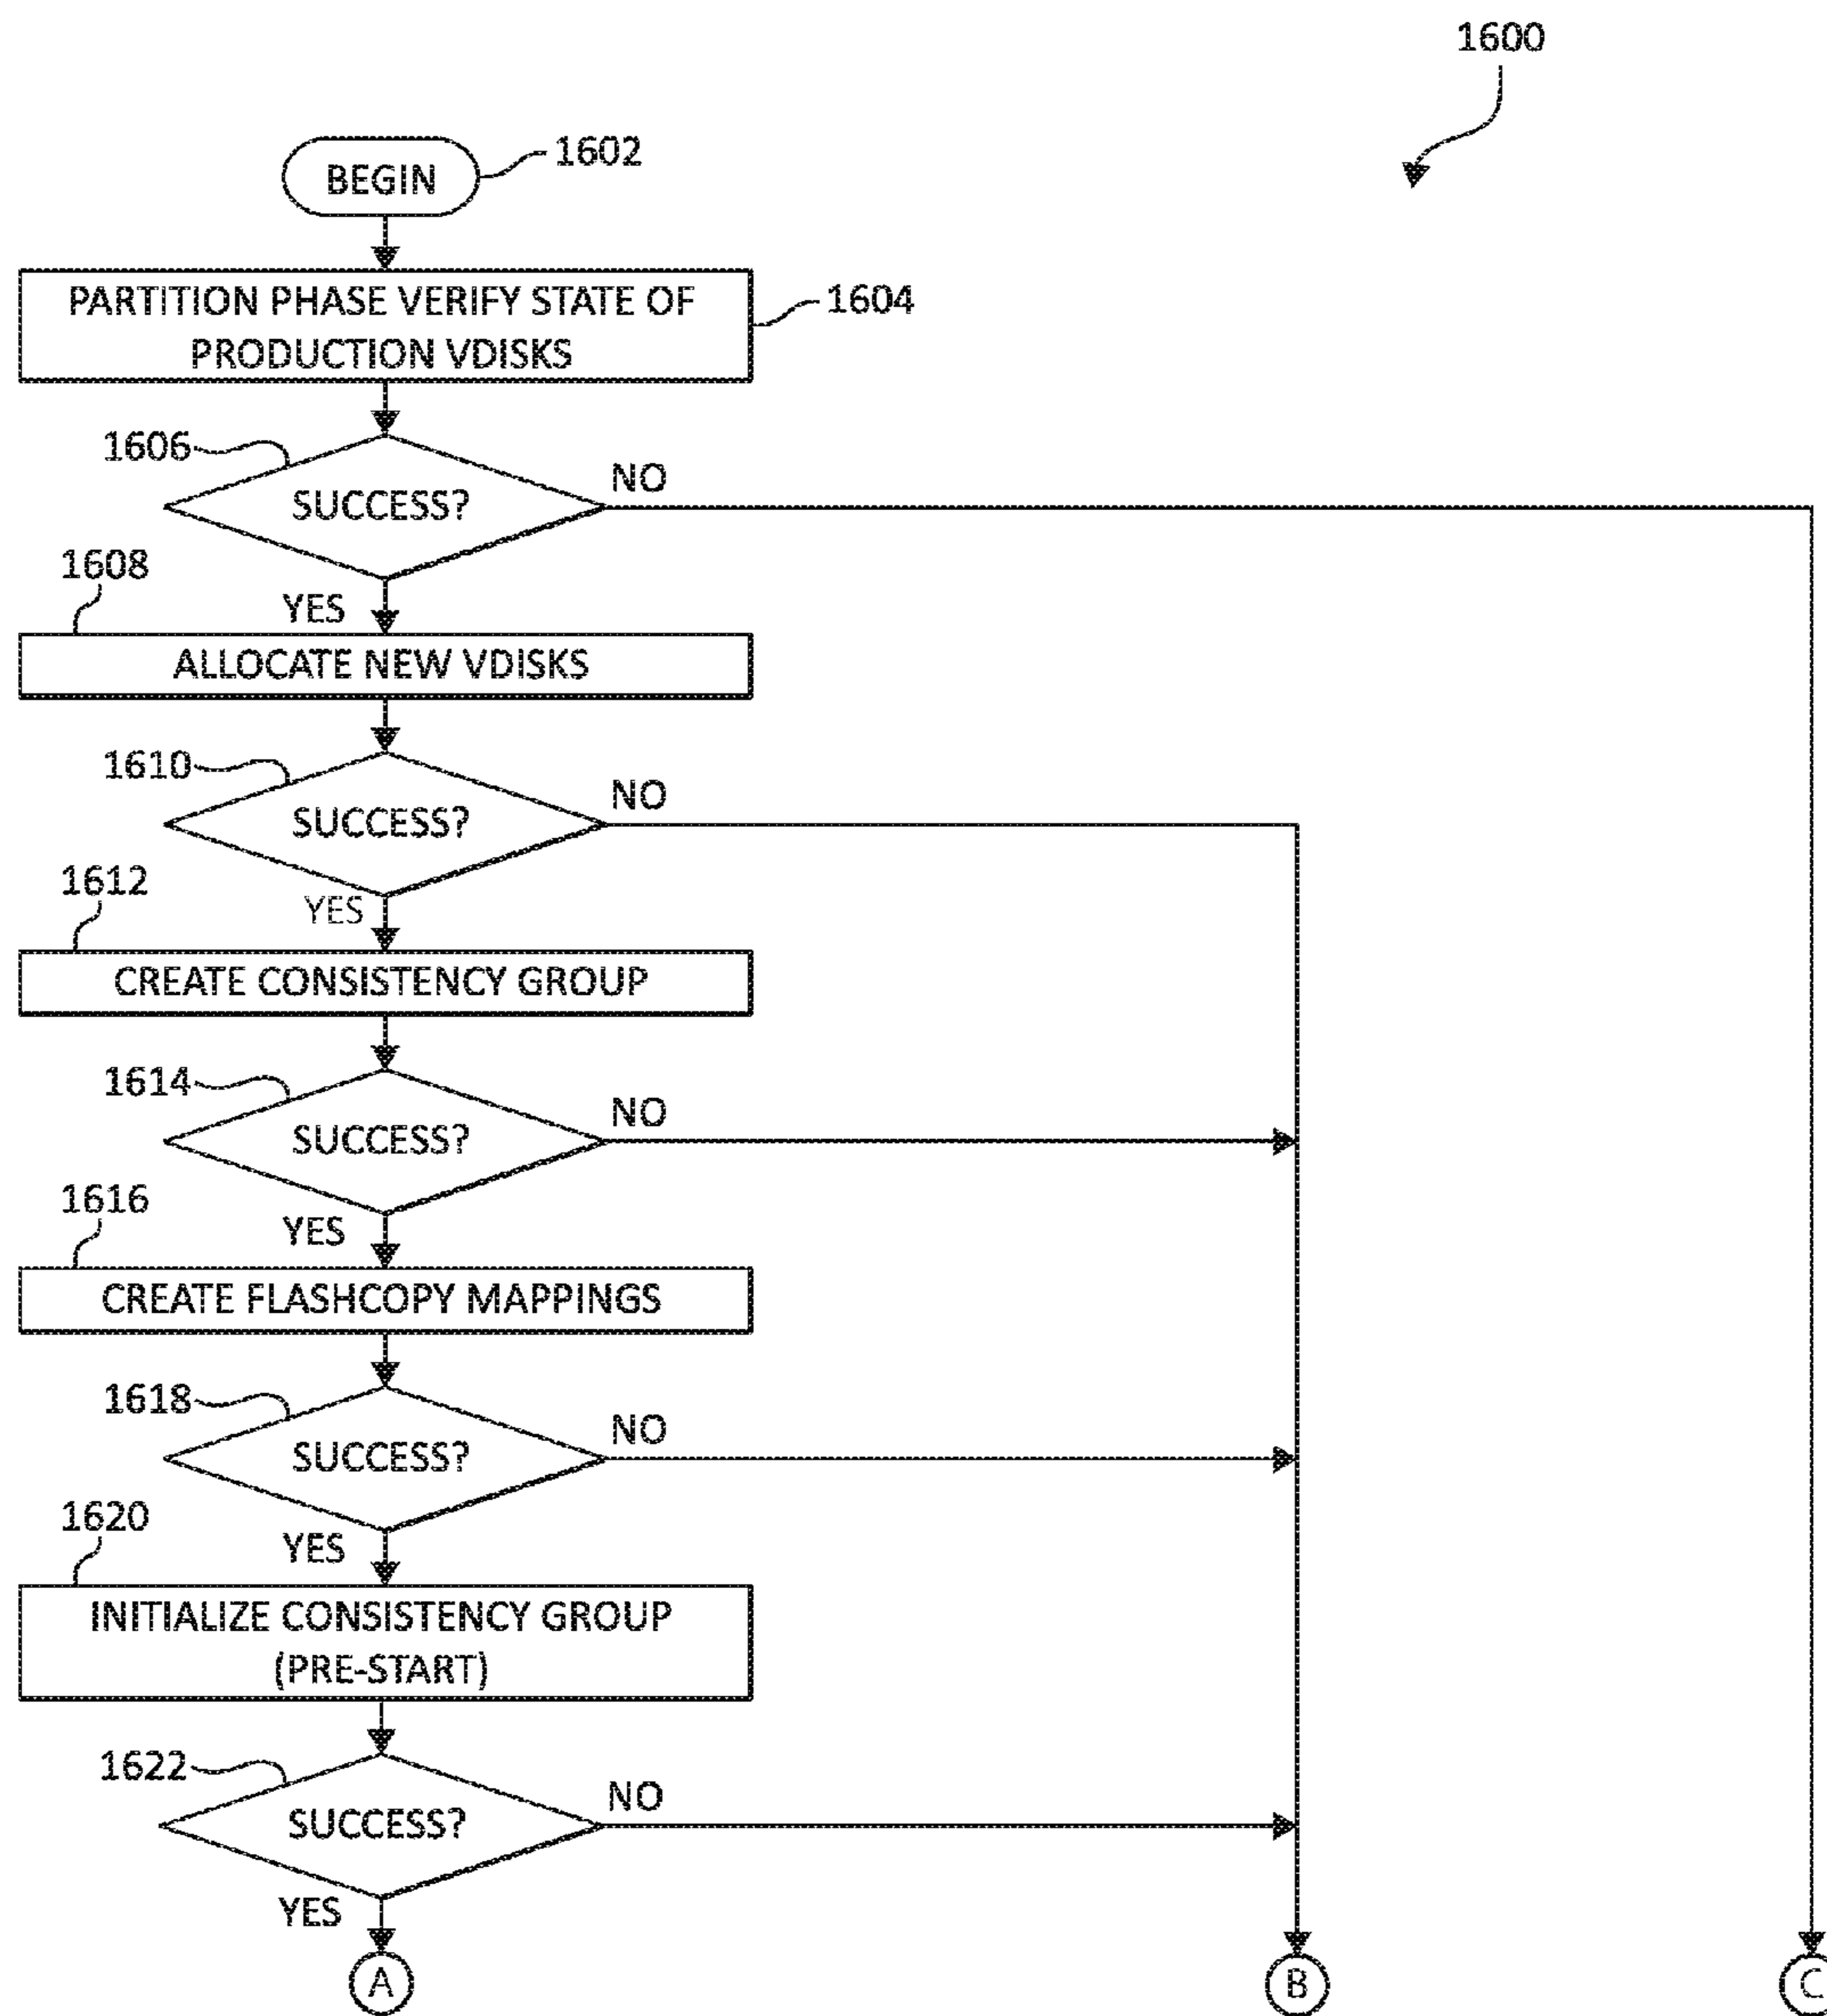 1600
BEGIN
1602
PARTITION PHASE VERIFY STATE OF
PRODUCTION VDISKS
1604
1606
SUCCESS?
NO
1608
YES
ALLOCATE NEW VDISKS
1610
SUCCESS?
NO
1612
YES
CREATE CONSISTENCY GROUP
1614
SUCCESS?
NO
1616
YES
CREATE FLASHCOPY MAPPINGS
1618
SUCCESS?
NO
1620
YES
INITIALIZE CONSISTENCY GROUP
(PRE-START)
1622
SUCCESS?
NO
YES
A
B
C